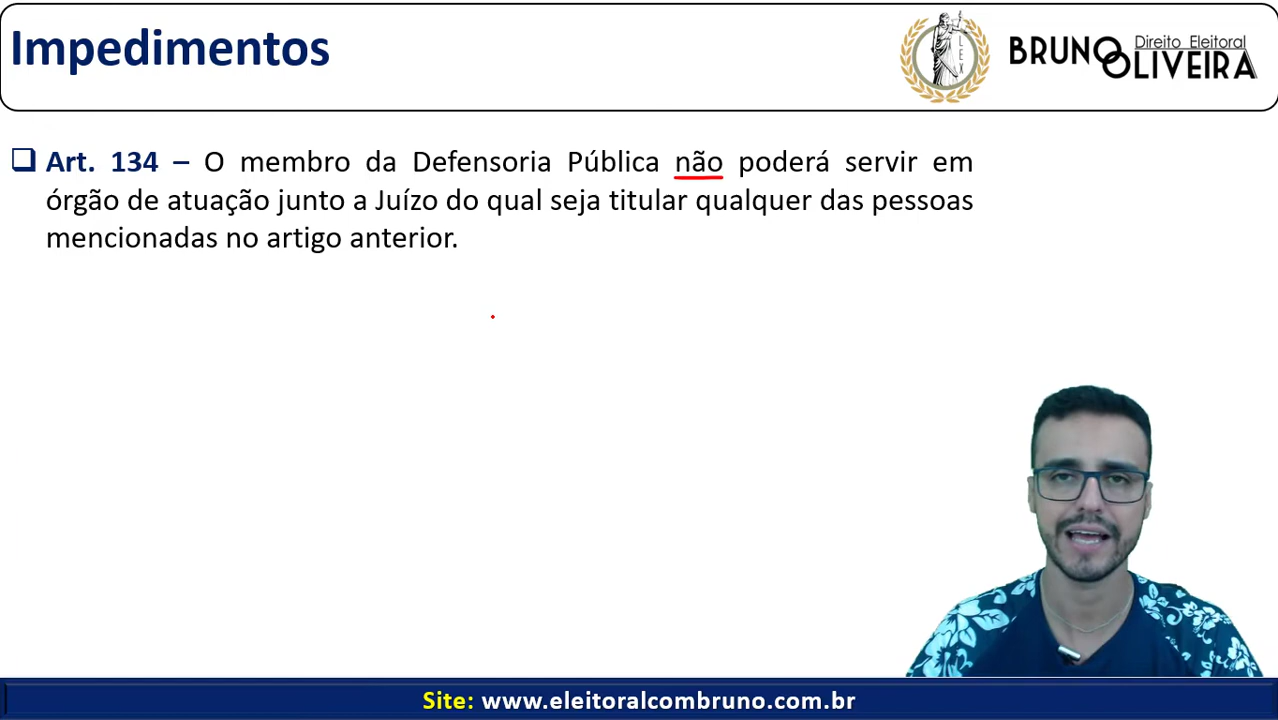 Impedimentos
LEX
BRUNO
Direito Eleitoral
OLIVEIRA
Art. 134 – O membro da Defensoria Pública não poderá servir em
órgão de atuação junto a Juízo do qual seja titular qualquer das pessoas
mencionadas no artigo anterior.
Site: www.eleitoralcombruno.com.br